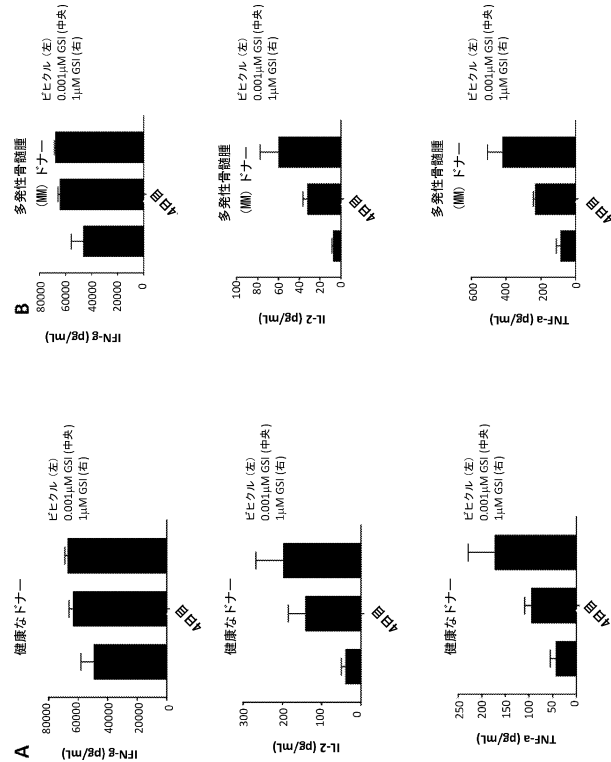 A
健康なドナー
IFN-g (pg/mL)
80000
60000
40000
20000
0
4日目
ビヒクル (左)
0.001μM GSI (中央)
1μM GSI (右)
健康なドナー
IL-2 (pg/mL)
300
200
100
0
4日目
ビヒクル (左)
0.001μM GSI (中央)
1μM GSI (右)
健康なドナー
TNF-a (pg/mL)
250
200
150
100
50
0
4日目
ビヒクル (左)
0.001μM GSI (中央)
1μM GSI (右)
B
多発性骨髄腫
(MM) ドナー
IFN-g (pg/mL)
80000
60000
40000
20000
0
4日目
ビヒクル (左)
0.001μM GSI (中央)
1μM GSI (右)
多発性骨髄腫
(MM) ドナー
IL-2 (pg/mL)
100
80
60
40
20
0
4日目
ビヒクル (左)
0.001μM GSI (中央)
1μM GSI (右)
多発性骨髄腫
(MM) ドナー
TNF-a (pg/mL)
600
400
200
0
4日目
ビヒクル (左)
0.001μM GSI (中央)
1μM GSI (右)